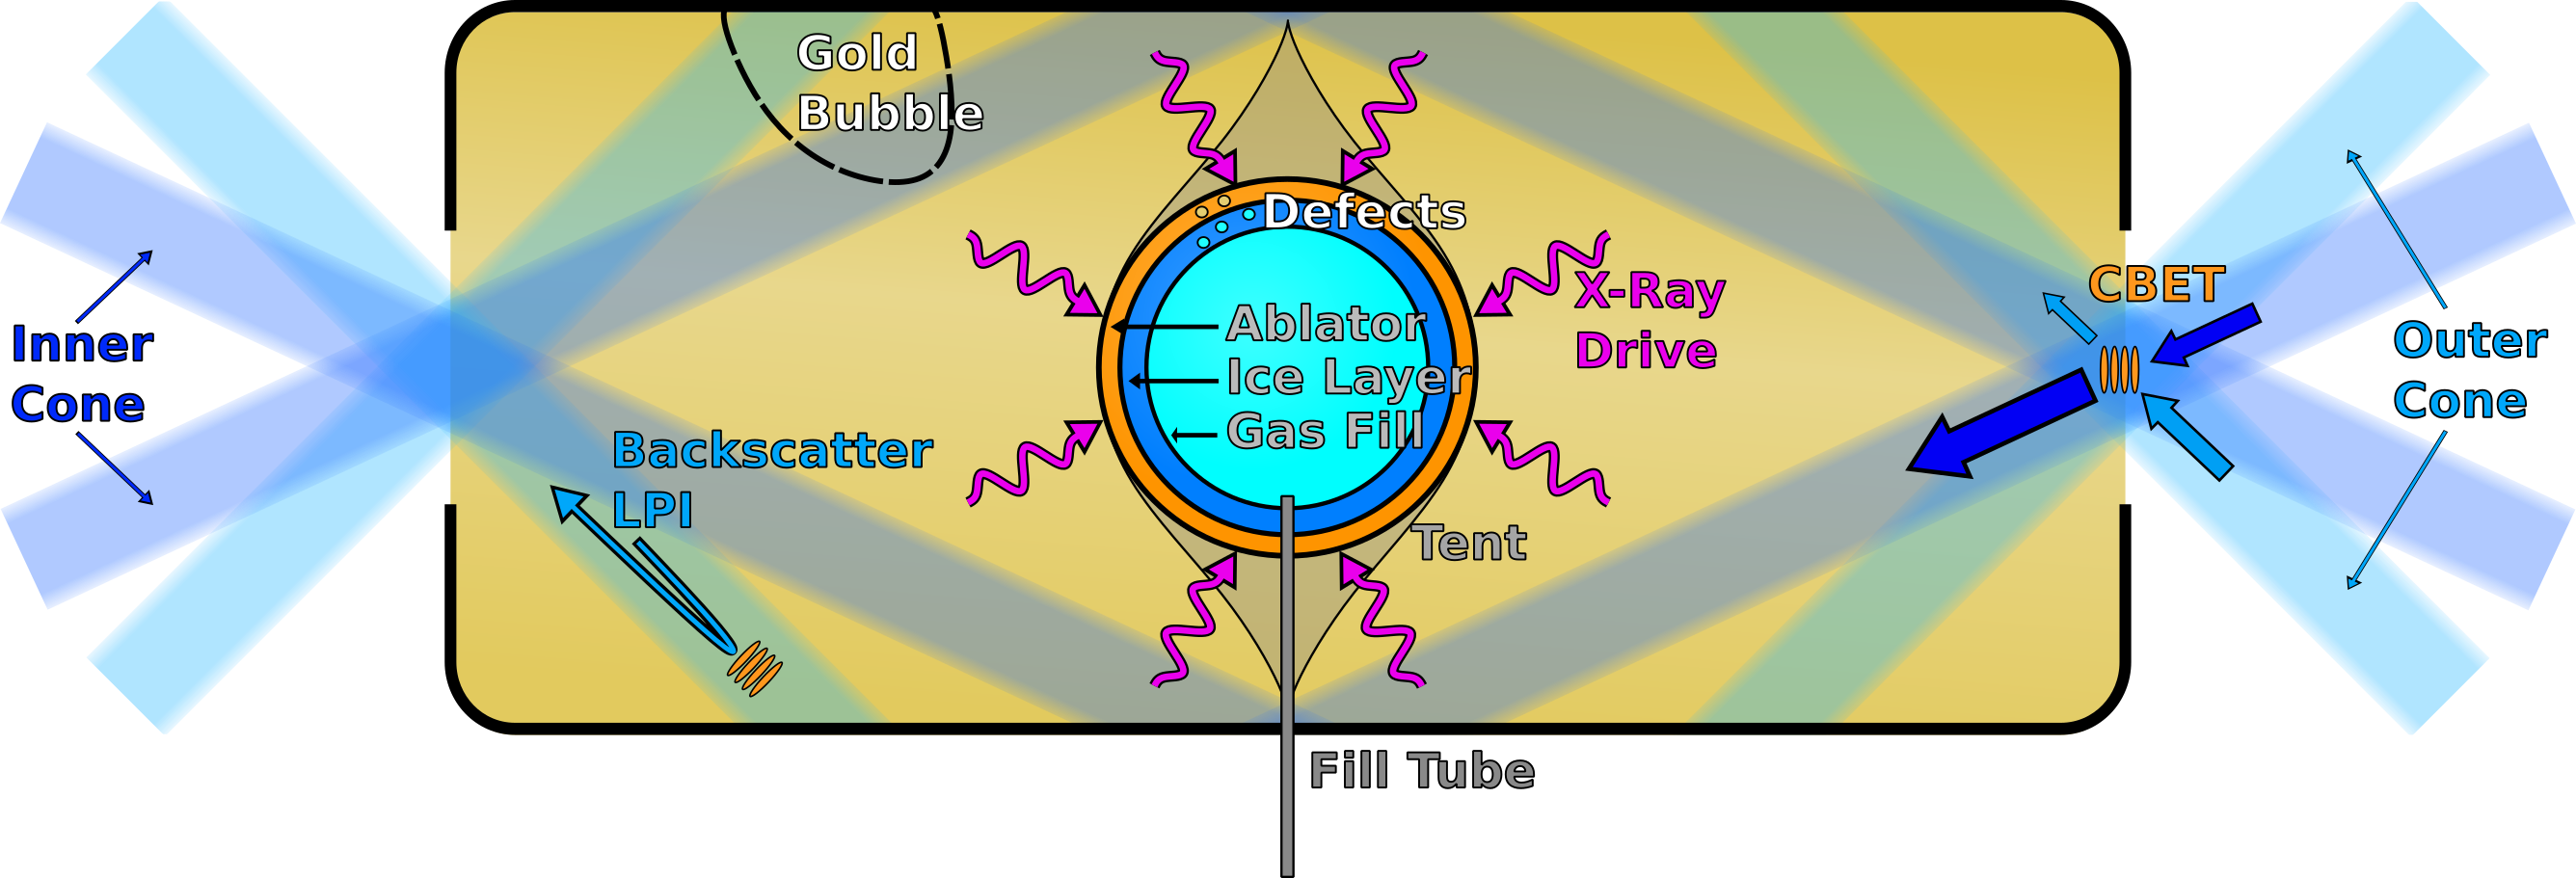 Gold
Bubble
Defects
CBET
X-Ray
Drive
Inner
Cone
Ablator
Ice Layer
Gas Fill
Outer
Cone
Backscatter
LPI
Tent
Fill Tube